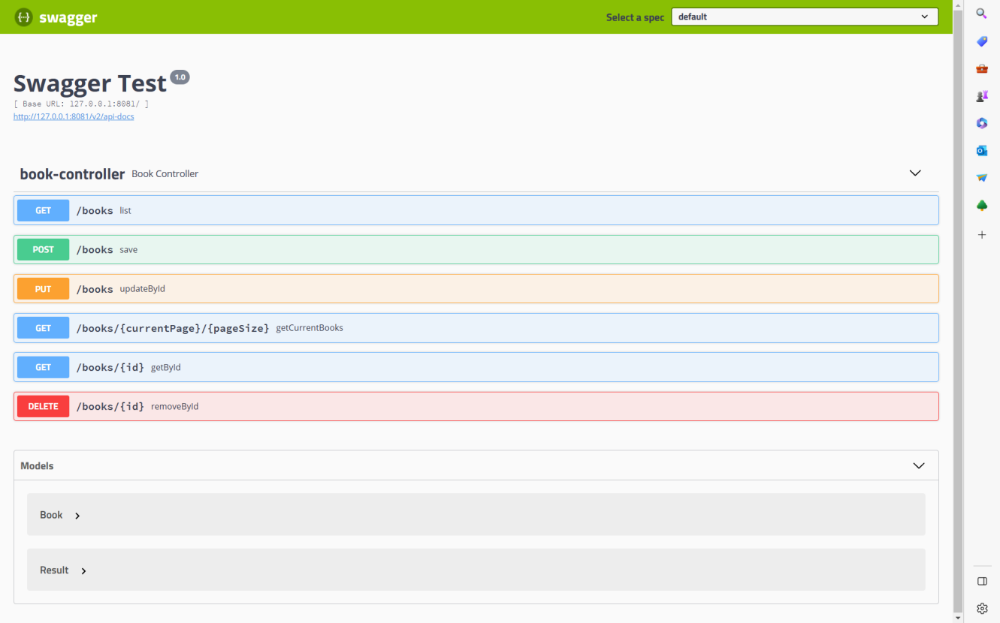 {···} swagger
Select a spec default
Swagger Test 1.0
[ Base URL: 127.0.0.1:8081/ ]
http://127.0.0.1:8081/v2/api-docs
book-controller Book Controller
GET /books list
POST /books save
PUT /books updateById
GET /books/{currentPage}/{pageSize} getCurrentBooks
GET /books/{id} getById
DELETE /books/{id} removeById
Models
Book
Result